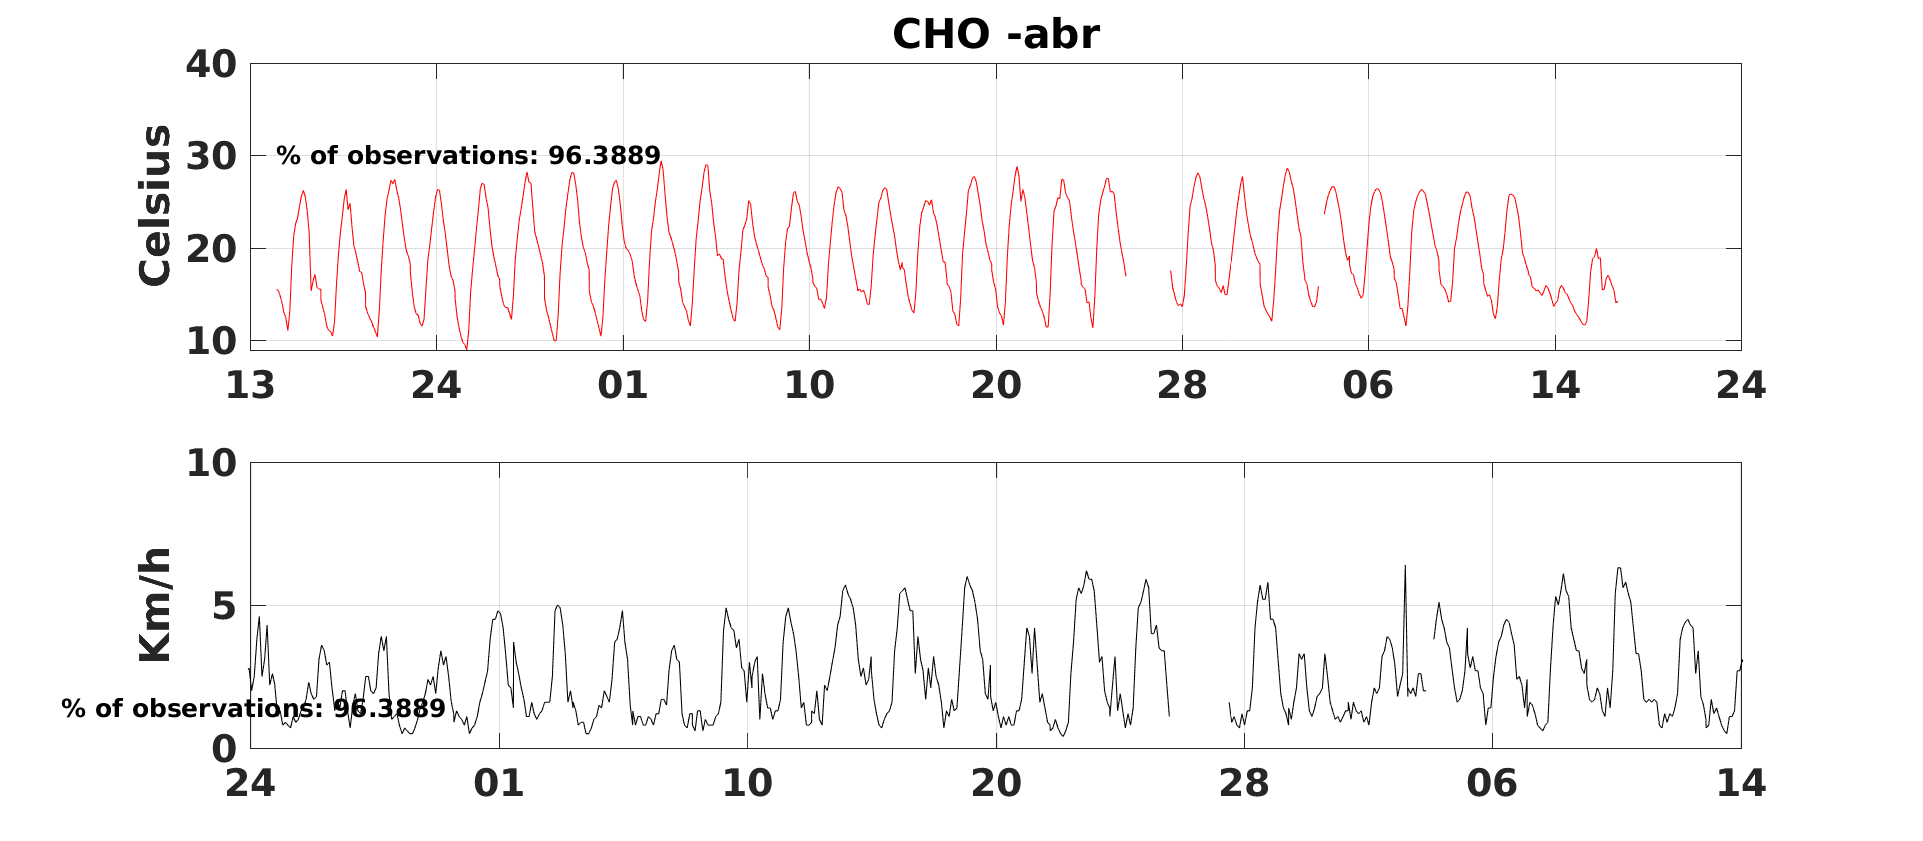 CHO -abr
40
30
20
10
Celsius
% of observations: 96.3889
13 24 01 10 20 28 06 14 24
10
5
0
Km/h
% of observations: 96.3889
24 01 10 20 28 06 14